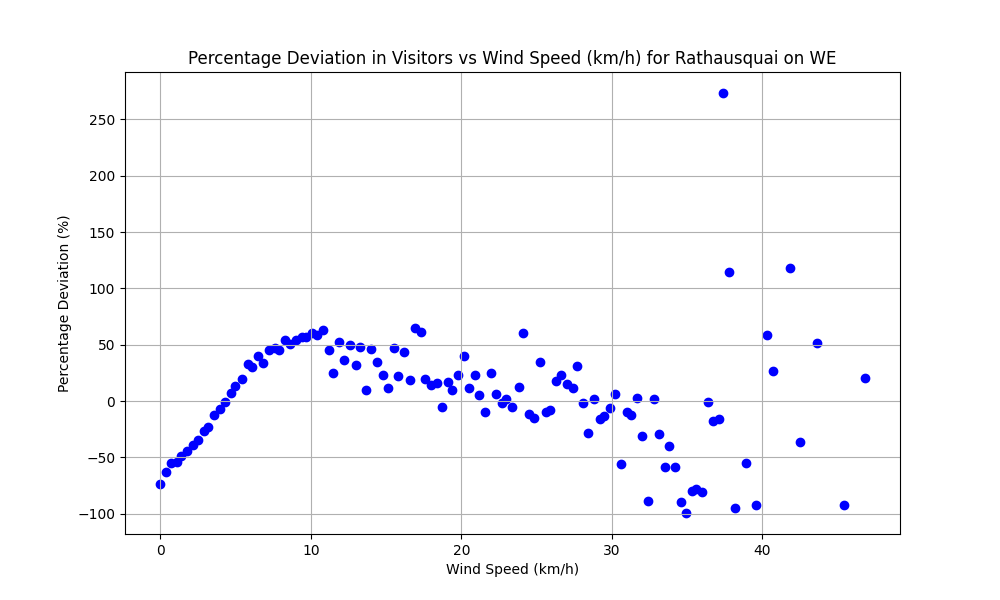 Percentage Deviation in Visitors vs Wind Speed (km/h) for Rathausquai on WE
250
200
150
100
50
0
−50
−100
Percentage Deviation (%)
0 10 20 30 40
Wind Speed (km/h)